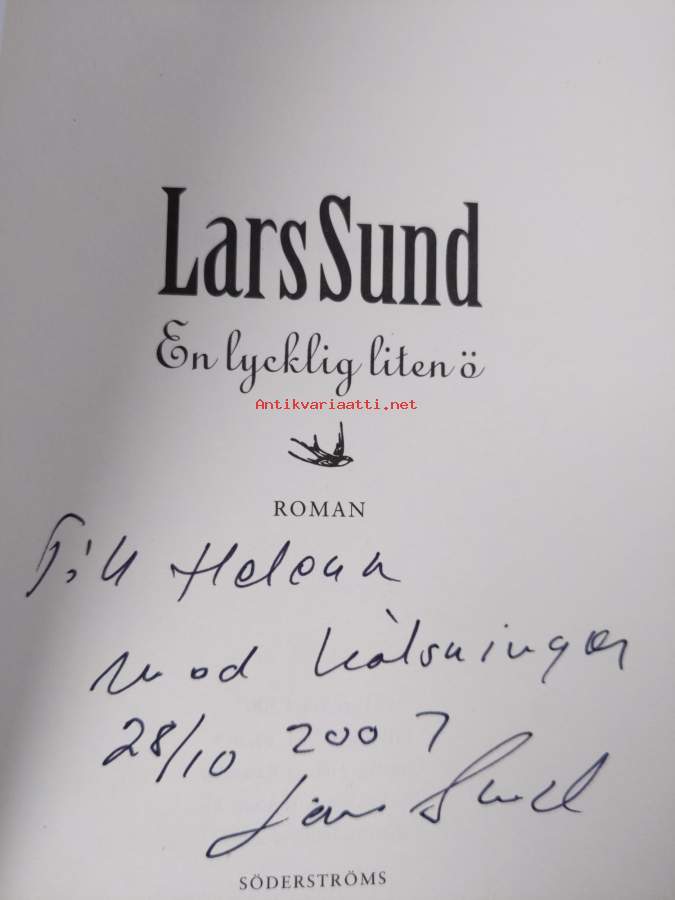 Lars Sund
En lycklig liten ö
Antikvariaatti.net
ROMAN
Till Helena
med hälsningar
28/10 2007
Lars Sund
SÖDERSTRÖMS